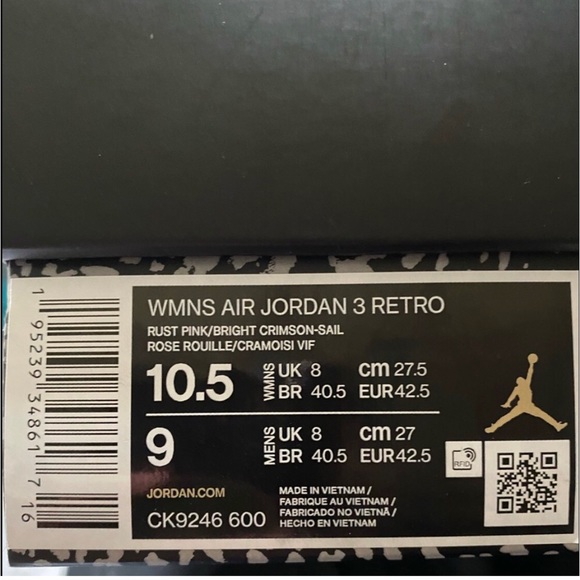 WMNS AIR JORDAN 3 RETRO
RUST PINK/BRIGHT CRIMSON-SAIL
ROSE ROUILLE/CRAMOISI VIF
10.5 WMNS UK 8 cm 27.5
BR 40.5 EUR 42.5
9 MENS UK 8 cm 27
BR 40.5 EUR 42.5
RFID
JORDAN.COM
CK9246 600
MADE IN VIETNAM /
FABRIQUE AU VIETNAM /
FABRICADO NO VIETNÃ /
HECHO EN VIETNAM
1 95239 34861 7 16